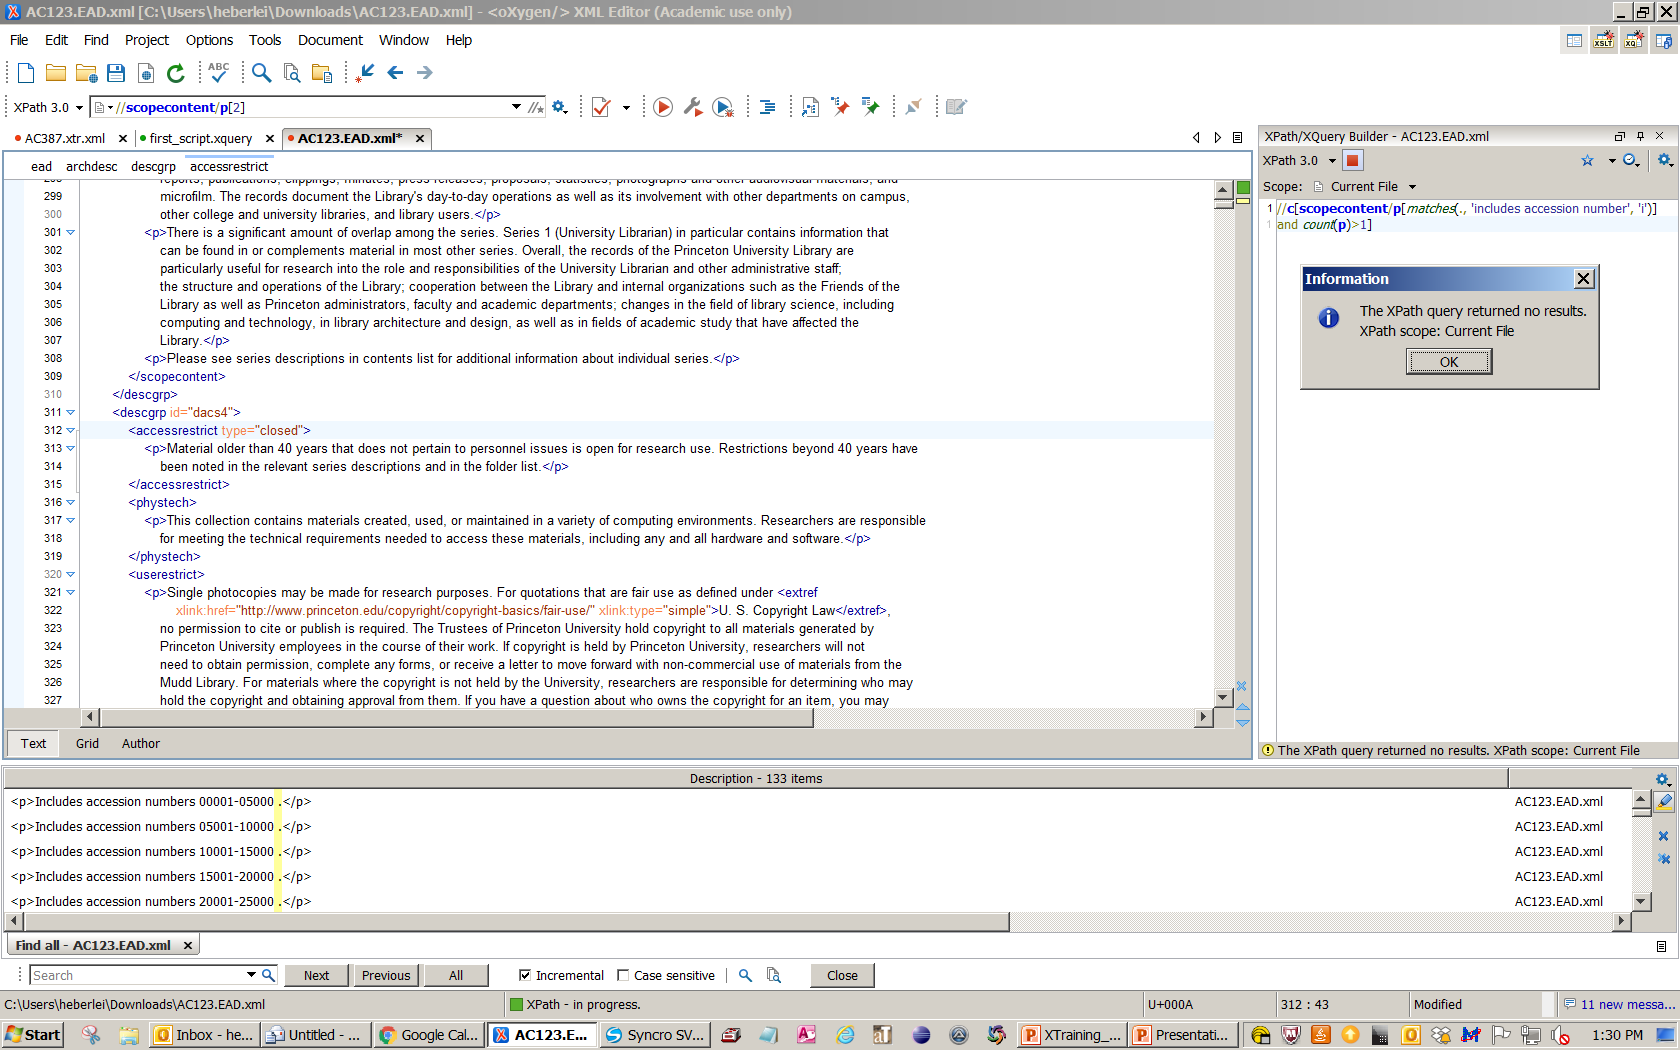 AC123.EAD.xml [C:\Users\heberlei\Downloads\AC123.EAD.xml] - <oXygen/> XML Editor (Academic use only)
File Edit Find Project Options Tools Document Window Help
XSLT XQ
ABC
XPath 3.0 //scopecontent/p[2]
AC387.xtr.xml first_script.xquery AC123.EAD.xml*
ead archdesc descgrp accessrestrict
299 microfilm. The records document the Library's day-to-day operations as well as its involvement with other departments on campus,
300 other college and university libraries, and library users.</p>
301 <p>There is a significant amount of overlap among the series. Series 1 (University Librarian) in particular contains information that
302 can be found in or complements material in most other series. Overall, the records of the Princeton University Library are
303 particularly useful for research into the role and responsibilities of the University Librarian and other administrative staff;
304 the structure and operations of the Library; cooperation between the Library and internal organizations such as the Friends of the
305 Library as well as Princeton administrators, faculty and academic departments; changes in the field of library science, including
306 computing and technology, in library architecture and design, as well as in fields of academic study that have affected the
307 Library.</p>
308 <p>Please see series descriptions in contents list for additional information about individual series.</p>
309 </scopecontent>
310 </descgrp>
311 <descgrp id="dacs4">
312 <accessrestrict type="closed">
313 <p>Material older than 40 years that does not pertain to personnel issues is open for research use. Restrictions beyond 40 years have
314 been noted in the relevant series descriptions and in the folder list.</p>
315 </accessrestrict>
316 <phystech>
317 <p>This collection contains materials created, used, or maintained in a variety of computing environments. Researchers are responsible
318 for meeting the technical requirements needed to access these materials, including any and all hardware and software.</p>
319 </phystech>
320 <userestrict>
321 <p>Single photocopies may be made for research purposes. For quotations that are fair use as defined under <extref
322 xlink:href="http://www.princeton.edu/copyright/copyright-basics/fair-use/" xlink:type="simple">U. S. Copyright Law</extref>,
323 no permission to cite or publish is required. The Trustees of Princeton University hold copyright to all materials generated by
324 Princeton University employees in the course of their work. If copyright is held by Princeton University, researchers will not
325 need to obtain permission, complete any forms, or receive a letter to move forward with non-commercial use of materials from the
326 Mudd Library. For materials where the copyright is not held by the University, researchers are responsible for determining who may
327 hold the copyright and obtaining approval from them. If you have a question about who owns the copyright for an item, you may
Text Grid Author
XPath/XQuery Builder - AC123.EAD.xml
XPath 3.0
Scope: Current File
1 //c[scopecontent/p[matches(., 'includes accession number', 'i')]
1 and count(p)>1]
Information
The XPath query returned no results.
XPath scope: Current File
OK
The XPath query returned no results. XPath scope: Current File
Description - 133 items
<p>Includes accession numbers 00001-05000 .</p> AC123.EAD.xml
<p>Includes accession numbers 05001-10000 .</p> AC123.EAD.xml
<p>Includes accession numbers 10001-15000 .</p> AC123.EAD.xml
<p>Includes accession numbers 15001-20000 .</p> AC123.EAD.xml
<p>Includes accession numbers 20001-25000 .</p> AC123.EAD.xml
Find all - AC123.EAD.xml
Search Next Previous All Incremental Case sensitive Close
C:\Users\heberlei\Downloads\AC123.EAD.xml XPath - in progress. U+000A 312 : 43 Modified 11 new messa...
Start Inbox - he... Untitled - ... Google Cal... AC123.E... Syncro SV... XTraining_... Presentati... 1:30 PM